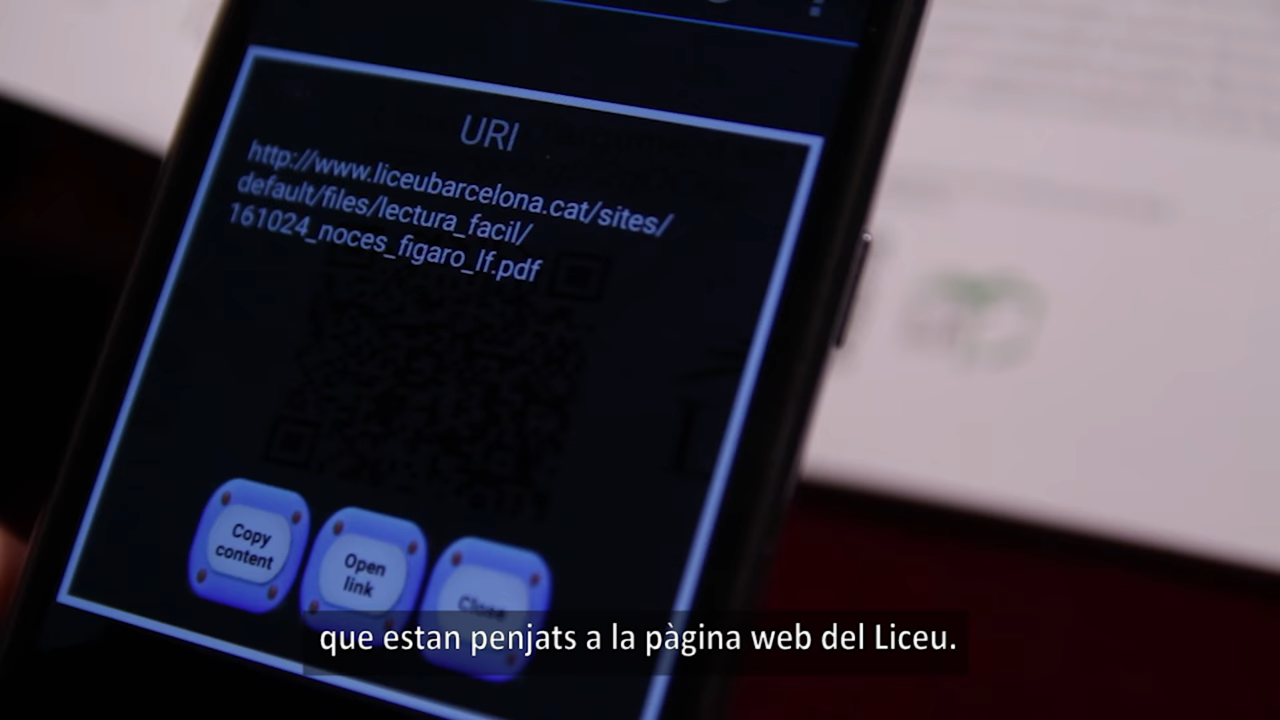 URI
http://www.liceubarcelona.cat/sites/
default/files/lectura_facil/
161024_noces_figaro_lf.pdf
Copy
content
Open
link
Close
que estan penjats a la pàgina web del Liceu.